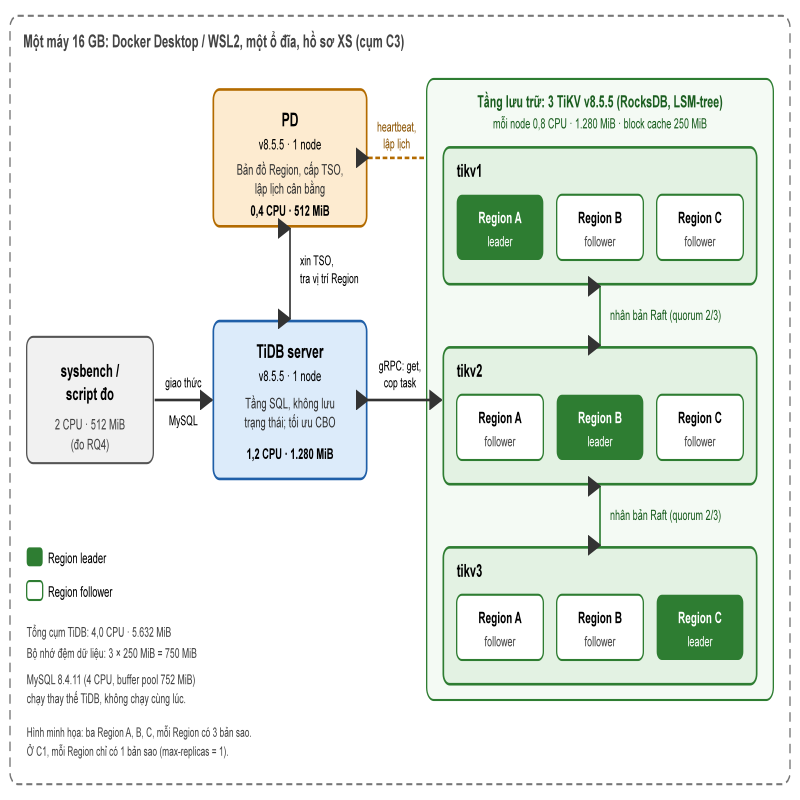 Một máy 16 GB: Docker Desktop / WSL2, một ổ đĩa, hồ sơ XS (cụm C3)
PD
v8.5.5 · 1 node
Bản đồ Region, cấp TSO,
lập lịch cân bằng
0,4 CPU · 512 MiB
heartbeat,
lập lịch
xin TSO,
tra vị trí Region
sysbench /
script đo
2 CPU · 512 MiB
(đo RQ4)
giao thức
MySQL
TiDB server
v8.5.5 · 1 node
Tầng SQL, không lưu
trạng thái; tối ưu CBO
1,2 CPU · 1.280 MiB
gRPC: get,
cop task
Tầng lưu trữ: 3 TiKV v8.5.5 (RocksDB, LSM-tree)
mỗi node 0,8 CPU · 1.280 MiB · block cache 250 MiB
tikv1
Region A
leader
Region B
follower
Region C
follower
nhân bản Raft (quorum 2/3)
tikv2
Region A
follower
Region B
leader
Region C
follower
nhân bản Raft (quorum 2/3)
tikv3
Region A
follower
Region B
follower
Region C
leader
Region leader
Region follower
Tổng cụm TiDB: 4,0 CPU · 5.632 MiB
Bộ nhớ đệm dữ liệu: 3 × 250 MiB = 750 MiB
MySQL 8.4.11 (4 CPU, buffer pool 752 MiB)
chạy thay thế TiDB, không chạy cùng lúc.
Hình minh họa: ba Region A, B, C, mỗi Region có 3 bản sao.
Ở C1, mỗi Region chỉ có 1 bản sao (max-replicas = 1).